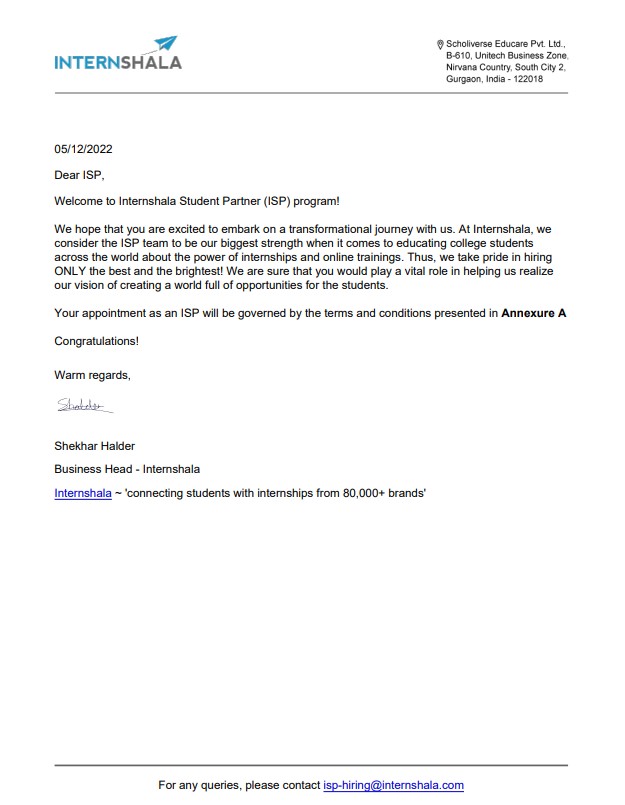 INTERNSHALA
Scholiverse Educare Pvt. Ltd.,
B-610, Unitech Business Zone,
Nirvana Country, South City 2,
Gurgaon, India - 122018
05/12/2022
Dear ISP,
Welcome to Internshala Student Partner (ISP) program!
We hope that you are excited to embark on a transformational journey with us. At Internshala, we
consider the ISP team to be our biggest strength when it comes to educating college students
across the world about the power of internships and online trainings. Thus, we take pride in hiring
ONLY the best and the brightest! We are sure that you would play a vital role in helping us realize
our vision of creating a world full of opportunities for the students.
Your appointment as an ISP will be governed by the terms and conditions presented in Annexure A
Congratulations!
Warm regards,
Shekhar Halder
Business Head - Internshala
Internshala ~ 'connecting students with internships from 80,000+ brands'
For any queries, please contact isp-hiring@internshala.com